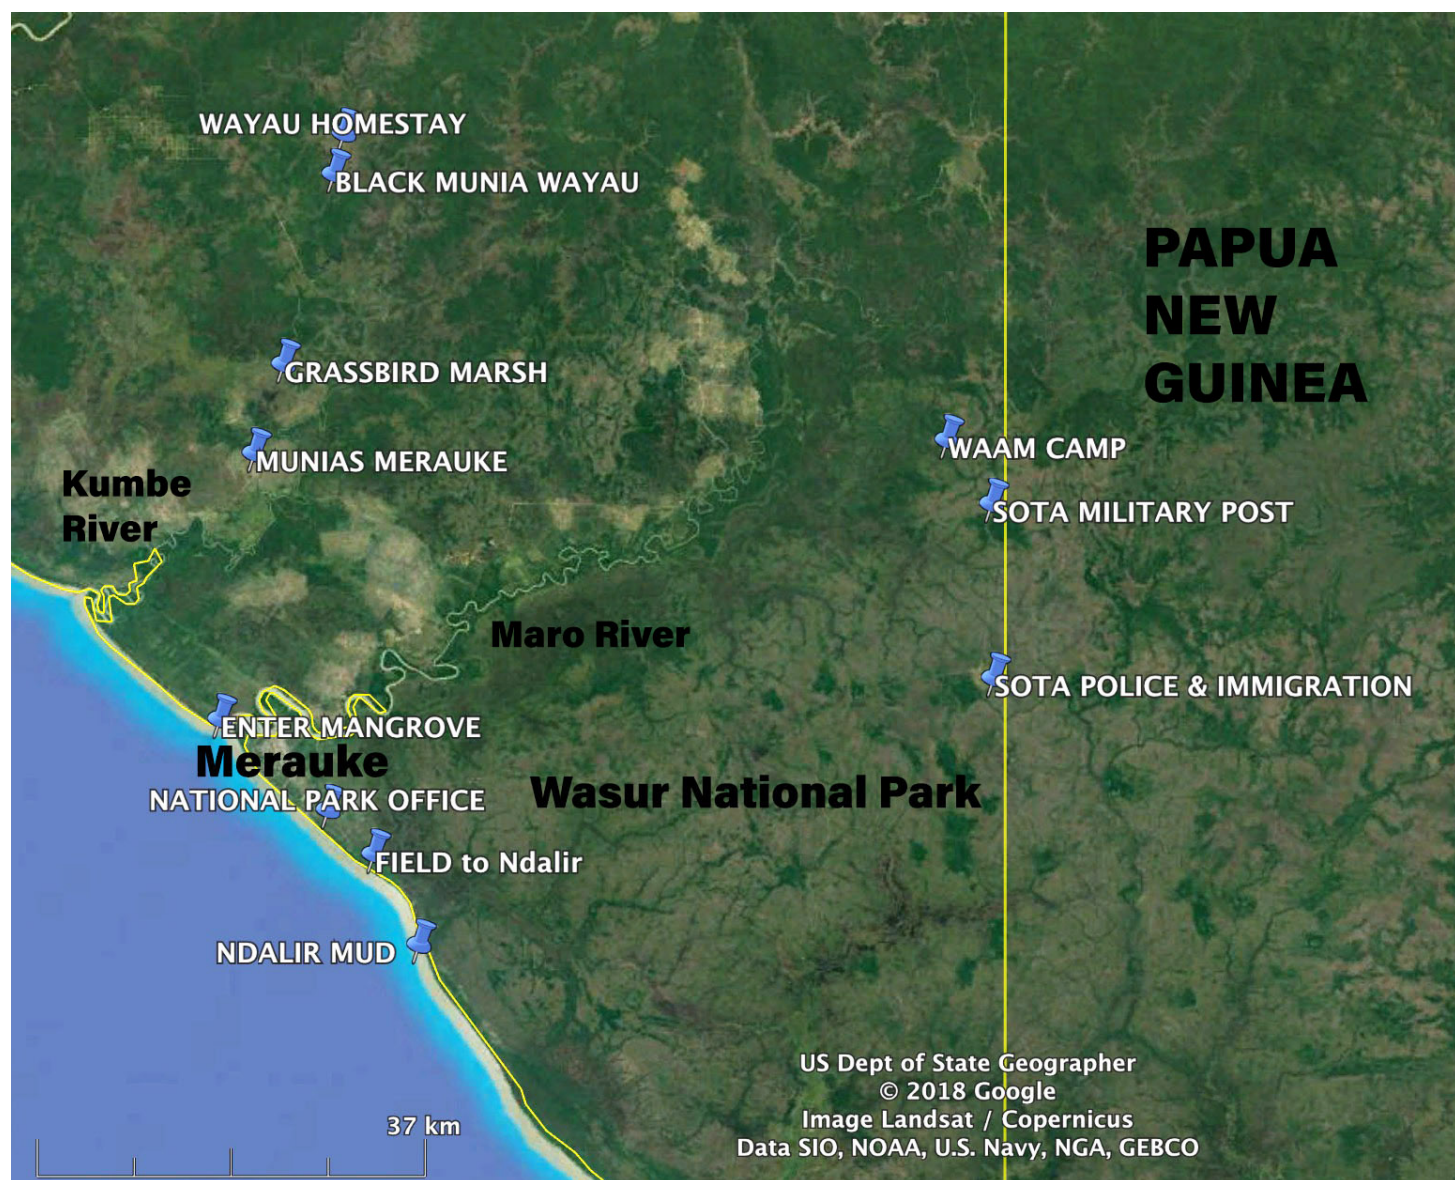 WAYAU HOMESTAY
BLACK MUNIA WAYAU
PAPUA
NEW
GUINEA
GRASSBIRD MARSH
WAAM CAMP
MUNIAS MERAUKE
Kumbe
River
SOTA MILITARY POST
Maro River
SOTA POLICE & IMMIGRATION
ENTER MANGROVE
Merauke
NATIONAL PARK OFFICE
Wasur National Park
FIELD to Ndalir
NDALIR MUD
US Dept of State Geographer
© 2018 Google
Image Landsat / Copernicus
Data SIO, NOAA, U.S. Navy, NGA, GEBCO
37 km